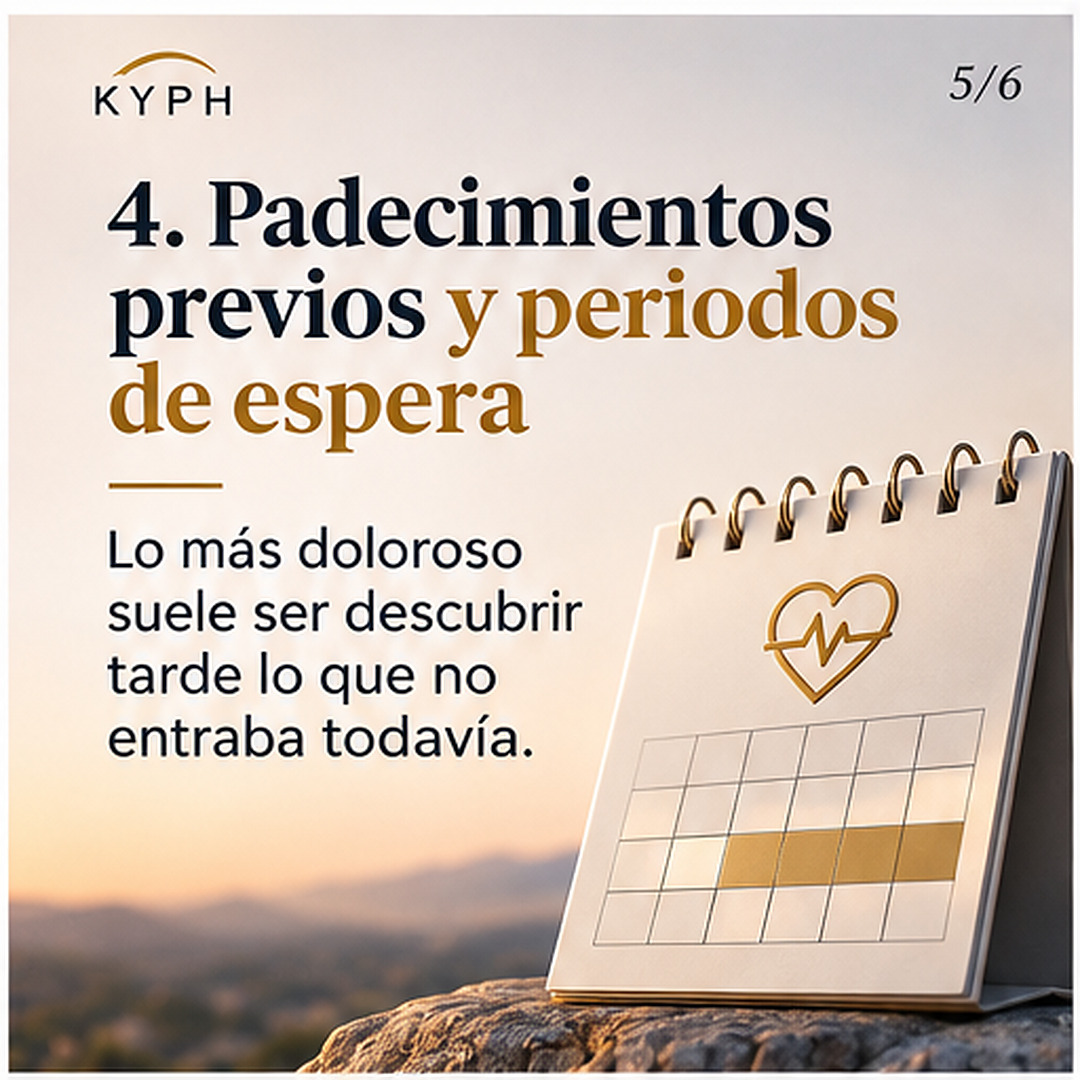 KYPH
5/6
4. Padecimientos
previos y periodos
de espera
Lo más doloroso
suele ser descubrir
tarde lo que no
entraba todavía.